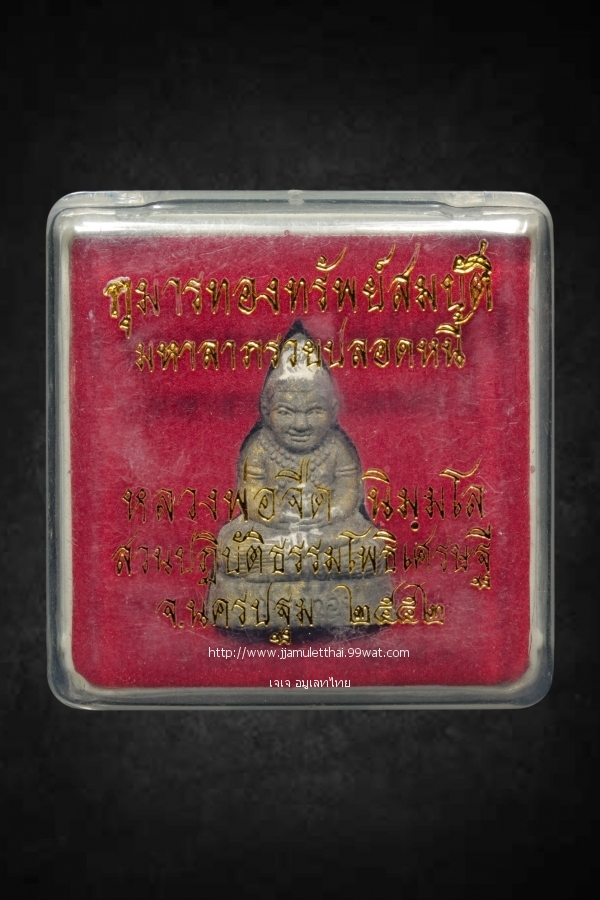 กุมารทองทรัพย์สมบัติ
มหาลาภรวยปลอดหนี้
หลวงพ่อจืด นิมฺมโล
สวนปฏิบัติธรรมโพธิเศรษฐี
จ.นครปฐม ๒๕๕๒
http://www.jjamuletthai.99wat.com
เจเจ อมูเลทไทย